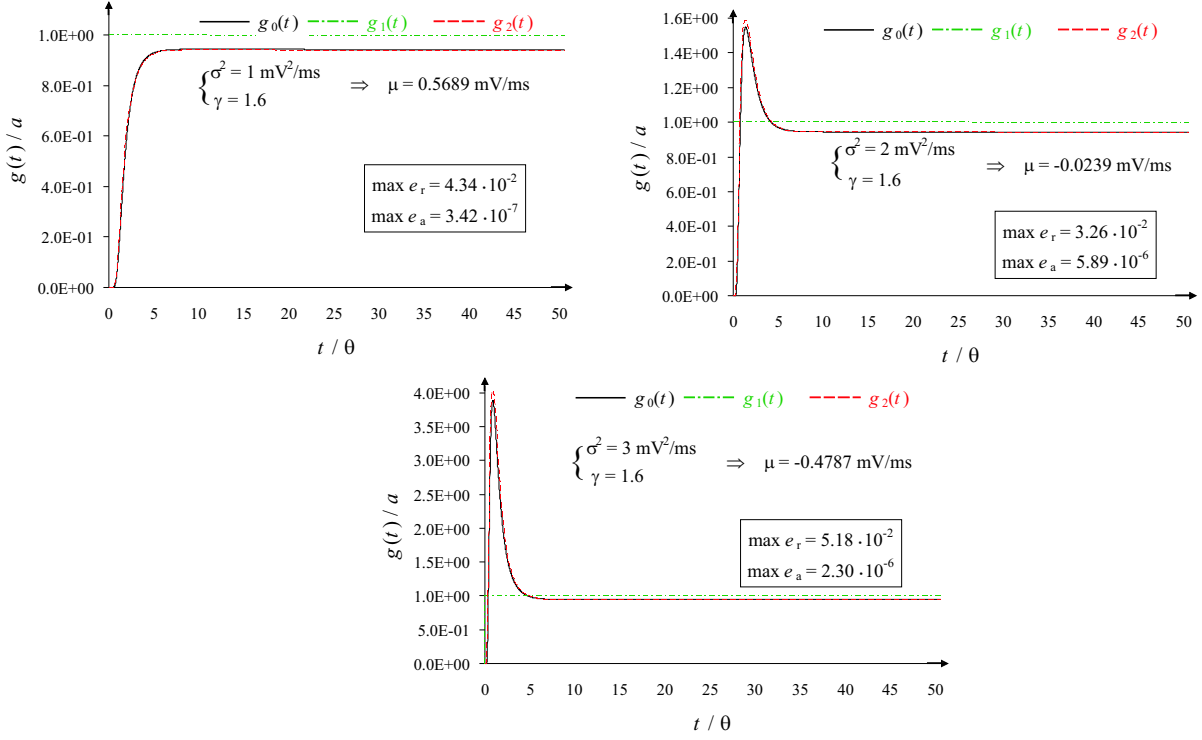 g₀(t) g₁(t) g₂(t)
1.0E+00
8.0E-01
6.0E-01
4.0E-01
2.0E-01
0.0E+00
g(t) / a
σ² = 1 mV²/ms
γ = 1.6
⇒ μ = 0.5689 mV/ms
max eᵣ = 4.34 · 10⁻²
max eₐ = 3.42 · 10⁻⁷
0 5 10 15 20 25 30 35 40 45 50
t / θ
g₀(t) g₁(t) g₂(t)
1.6E+00
1.4E+00
1.2E+00
1.0E+00
8.0E-01
6.0E-01
4.0E-01
2.0E-01
0.0E+00
g(t) / a
σ² = 2 mV²/ms
γ = 1.6
⇒ μ = -0.0239 mV/ms
max eᵣ = 3.26 · 10⁻²
max eₐ = 5.89 · 10⁻⁶
0 5 10 15 20 25 30 35 40 45 50
t / θ
g₀(t) g₁(t) g₂(t)
4.0E+00
3.5E+00
3.0E+00
2.5E+00
2.0E+00
1.5E+00
1.0E+00
5.0E-01
0.0E+00
g(t) / a
σ² = 3 mV²/ms
γ = 1.6
⇒ μ = -0.4787 mV/ms
max eᵣ = 5.18 · 10⁻²
max eₐ = 2.30 · 10⁻⁶
0 5 10 15 20 25 30 35 40 45 50
t / θ